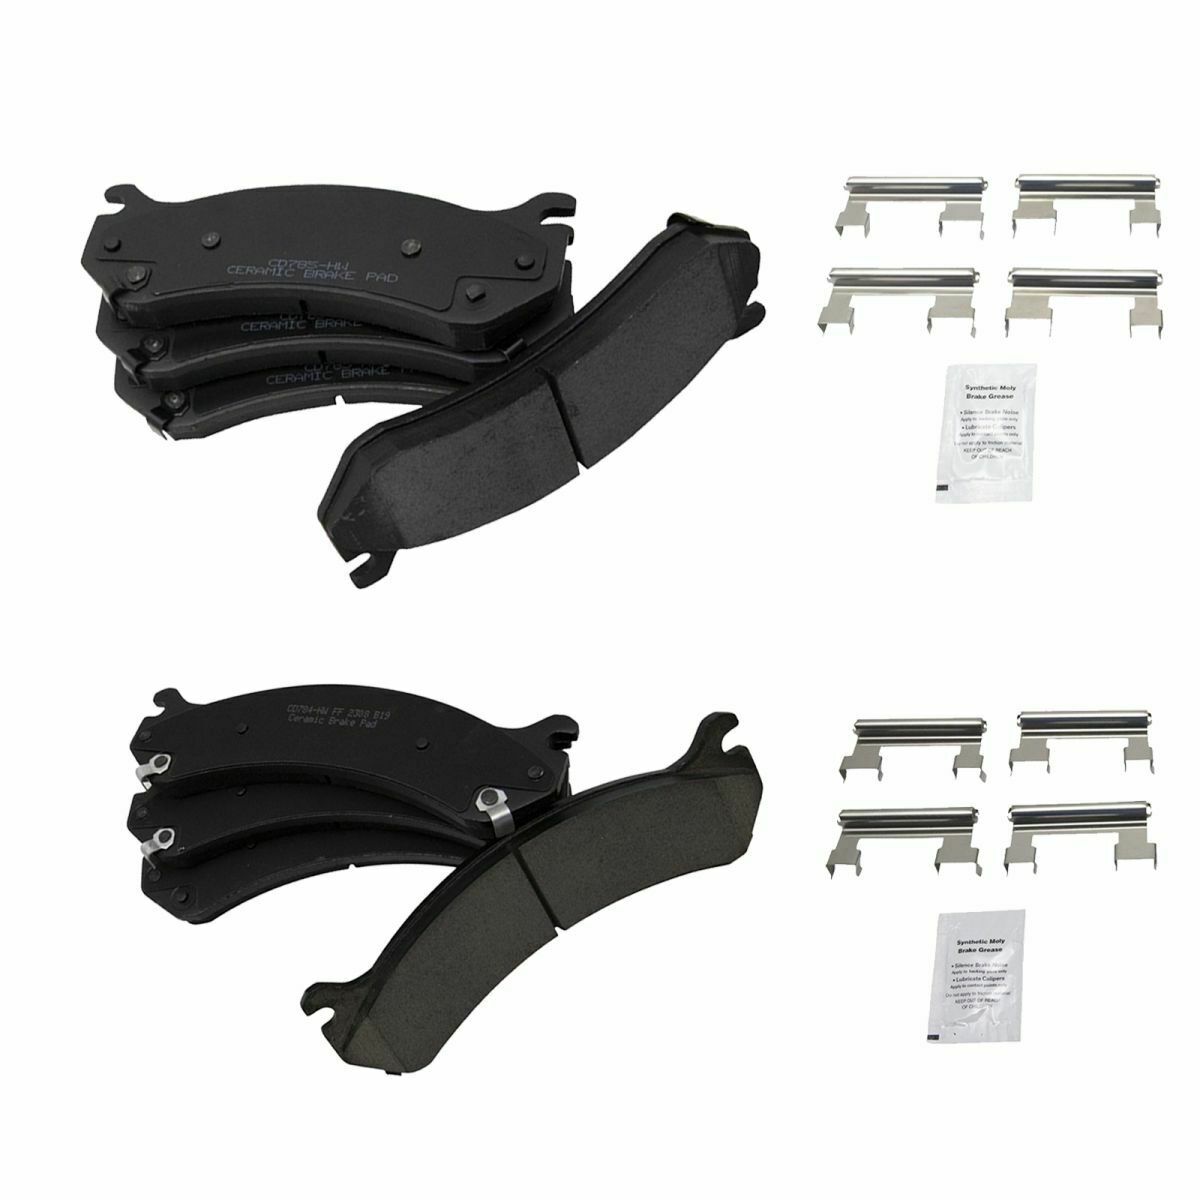 CD785-HW
CERAMIC BRAKE PAD
CERAMIC BRAKE
CERAMIC BRAKE
Synthetic Moly
Brake Grease
• Silence Brake Noise
Apply to backing plate only
• Lubricate Calipers
Apply to contact points only
Do not apply to friction material
KEEP OUT OF REACH
OF CHILDREN
CD784-HW FF 2308 B19
Ceramic Brake Pad
Synthetic Moly
Brake Grease
• Silence Brake Noise
Apply to backing plate only
• Lubricate Calipers
Apply to contact points only
Do not apply to friction material
KEEP OUT OF REACH
OF CHILDREN